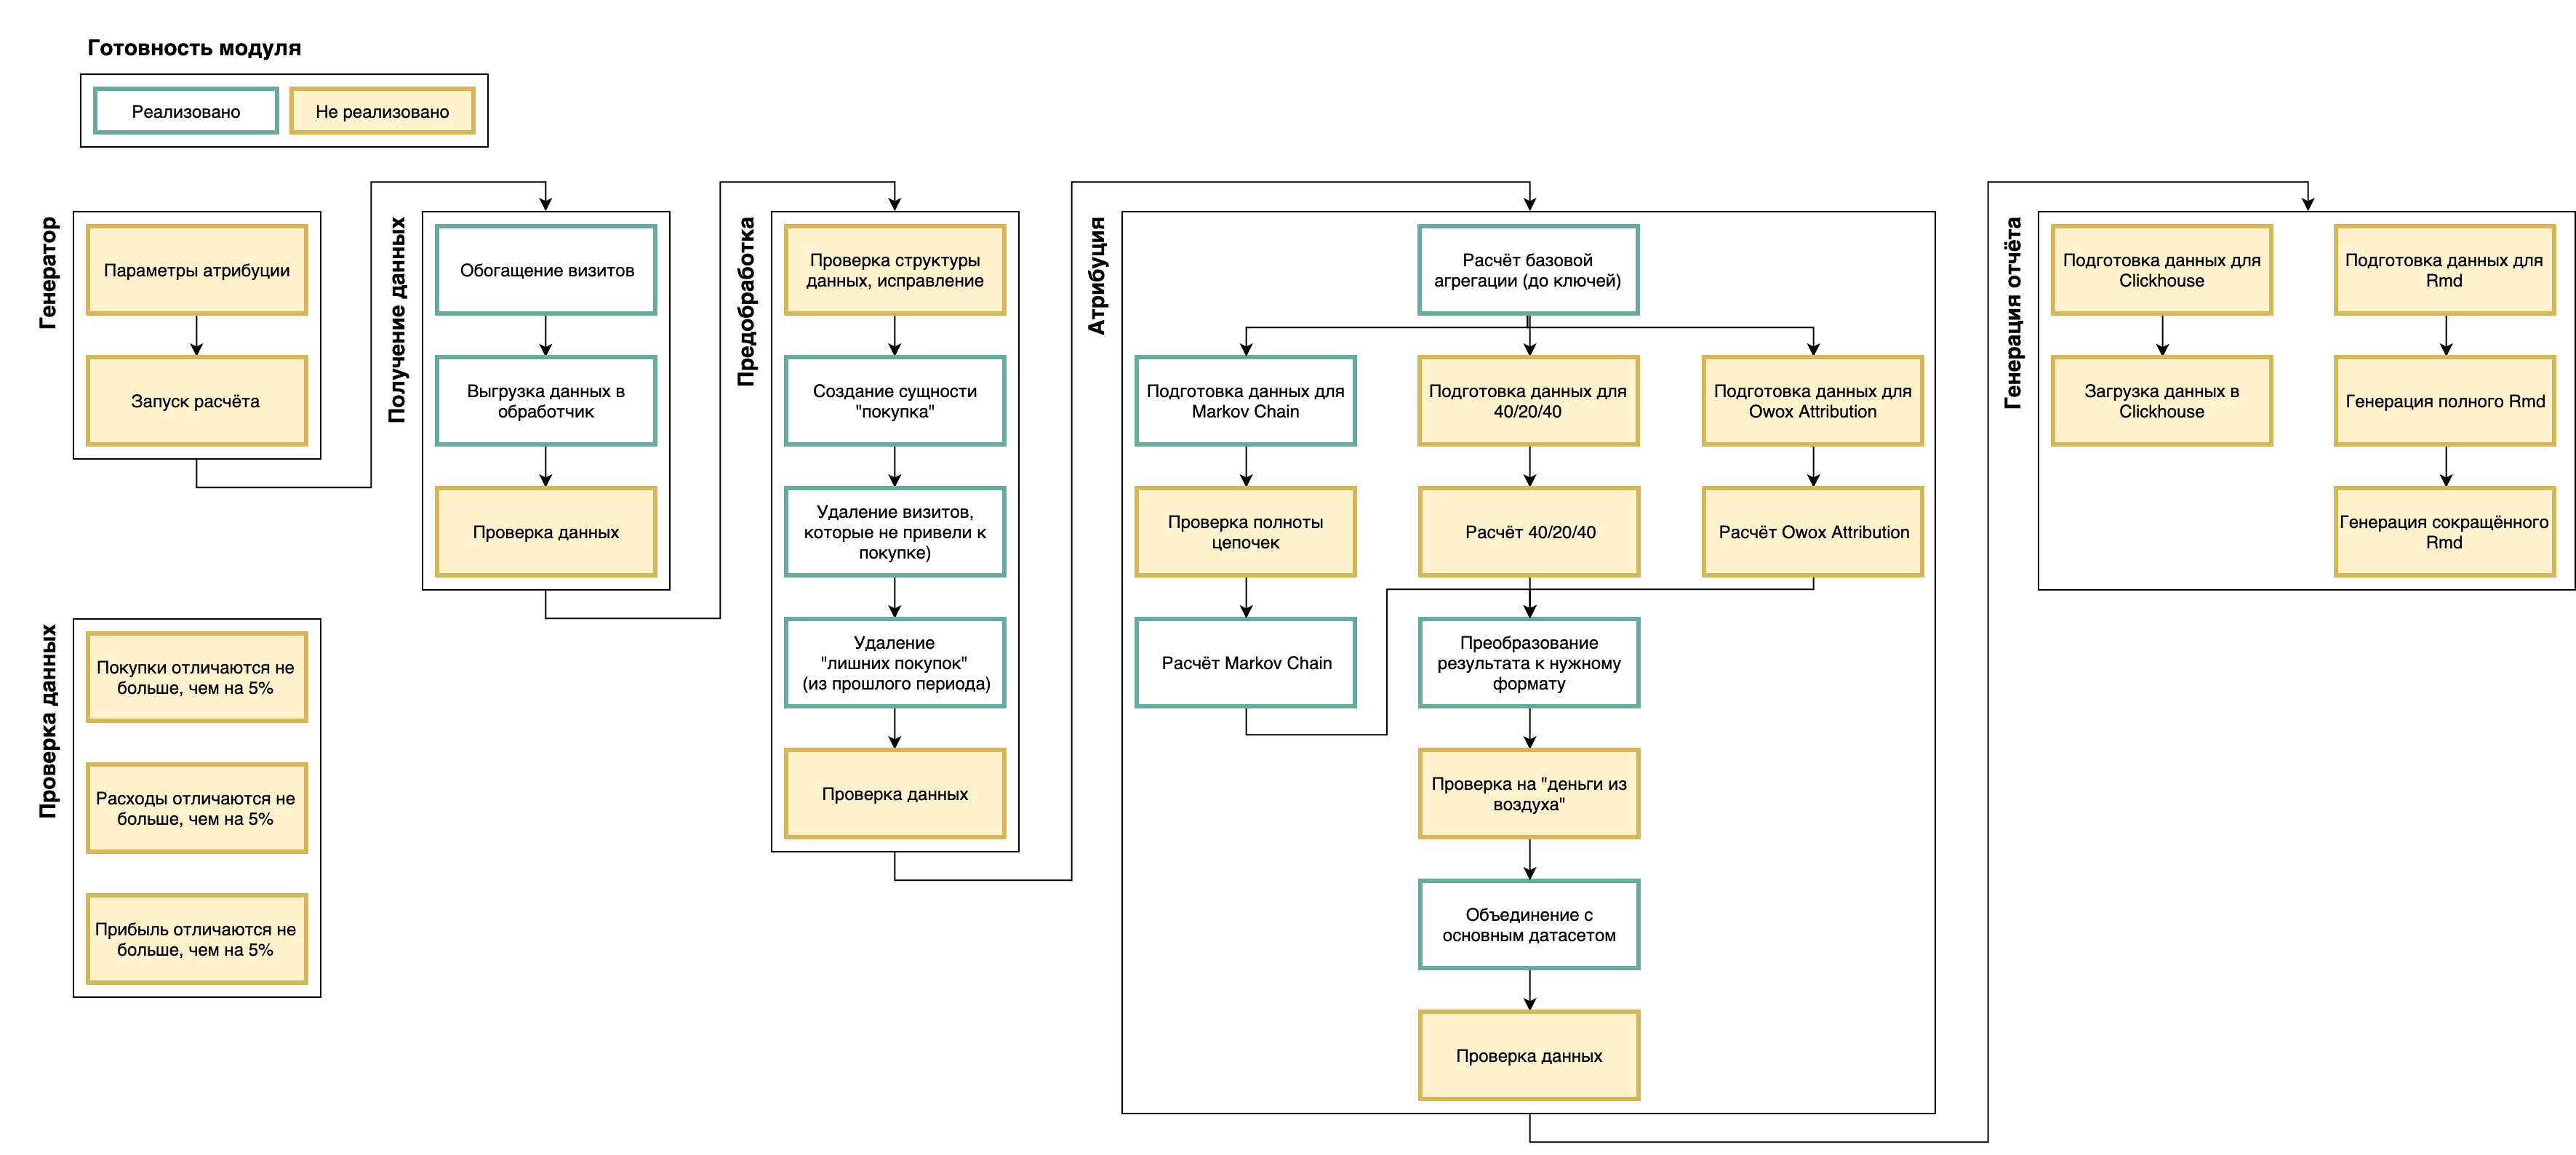 Готовность модуля
Реализовано
Не реализовано
Генератор
Параметры атрибуции
Запуск расчёта
Проверка данных
Покупки отличаются не
больше, чем на 5%
Расходы отличаются не
больше, чем на 5%
Прибыль отличаются не
больше, чем на 5%
Получение данных
Обогащение визитов
Выгрузка данных в
обработчик
Проверка данных
Предобработка
Проверка структуры
данных, исправление
Создание сущности
"покупка"
Удаление визитов,
которые не привели к
покупке)
Удаление
"лишних покупок"
(из прошлого периода)
Проверка данных
Атрибуция
Расчёт базовой
агрегации (до ключей)
Подготовка данных для
Markov Chain
Проверка полноты
цепочек
Расчёт Markov Chain
Подготовка данных для
40/20/40
Расчёт 40/20/40
Подготовка данных для
Owox Attribution
Расчёт Owox Attribution
Преобразование
результата к нужному
формату
Проверка на "деньги из
воздуха"
Объединение с
основным датасетом
Проверка данных
Генерация отчёта
Подготовка данных для
Clickhouse
Загрузка данных в
Clickhouse
Подготовка данных для
Rmd
Генерация полного Rmd
Генерация сокращённого
Rmd